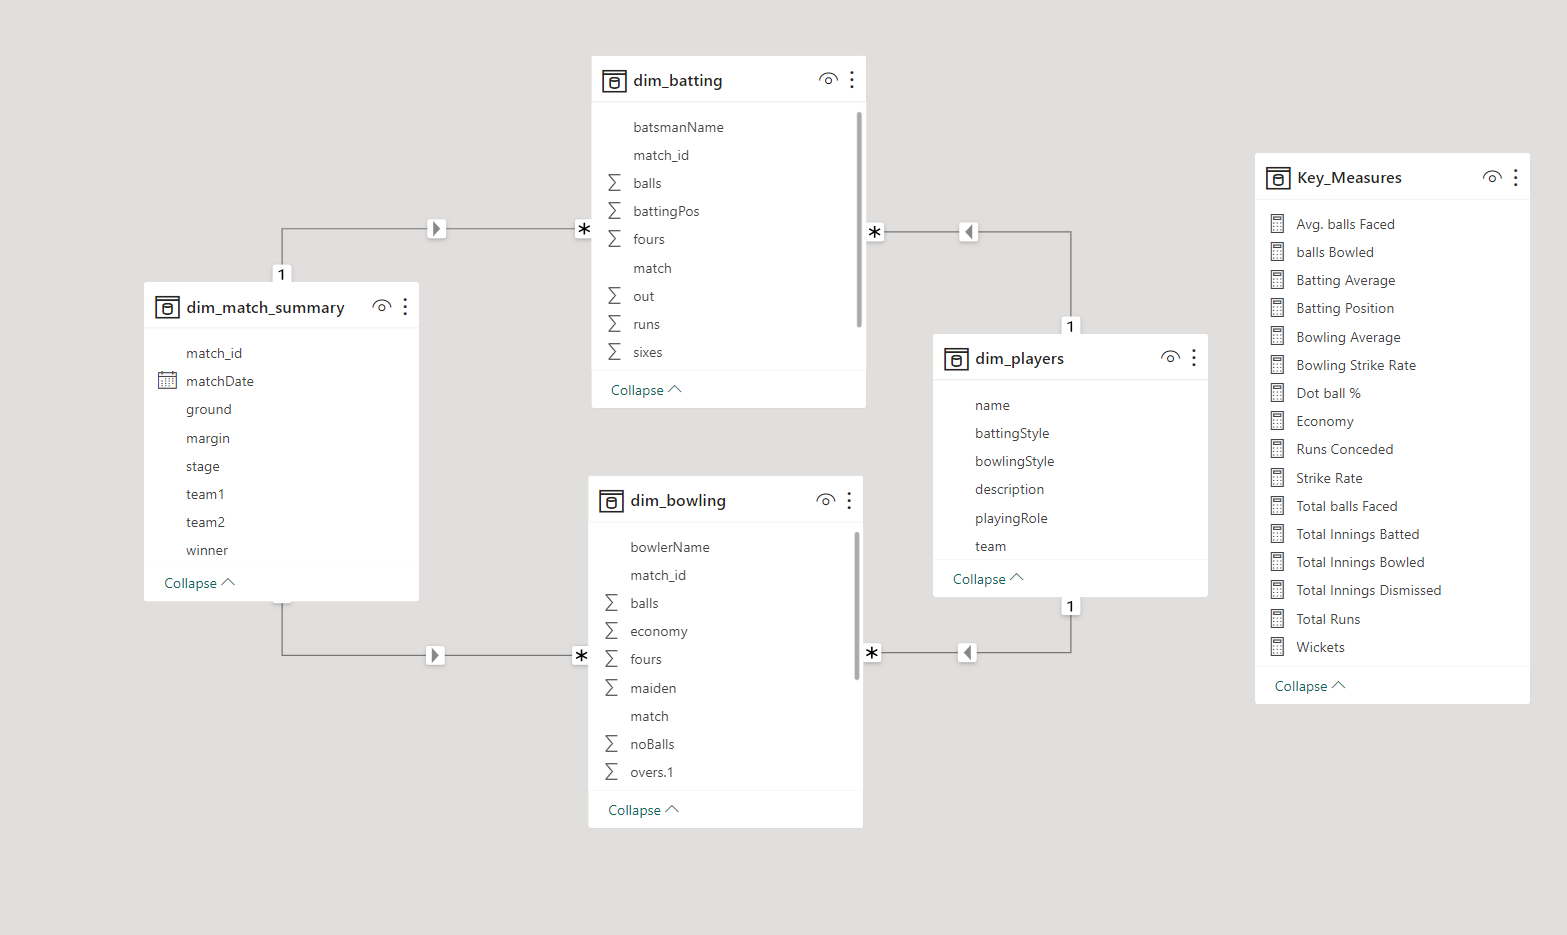 dim_batting
batsmanName
match_id
balls
battingPos
fours
match
out
runs
sixes
Collapse
*
*
1
1
dim_match_summary
match_id
matchDate
ground
margin
stage
team1
team2
winner
Collapse
dim_players
name
battingStyle
bowlingStyle
description
playingRole
team
Collapse
1
*
*
dim_bowling
bowlerName
match_id
balls
economy
fours
maiden
match
noBalls
overs.1
Collapse
Key_Measures
Avg. balls Faced
balls Bowled
Batting Average
Batting Position
Bowling Average
Bowling Strike Rate
Dot ball %
Economy
Runs Conceded
Strike Rate
Total balls Faced
Total Innings Batted
Total Innings Bowled
Total Innings Dismissed
Total Runs
Wickets
Collapse